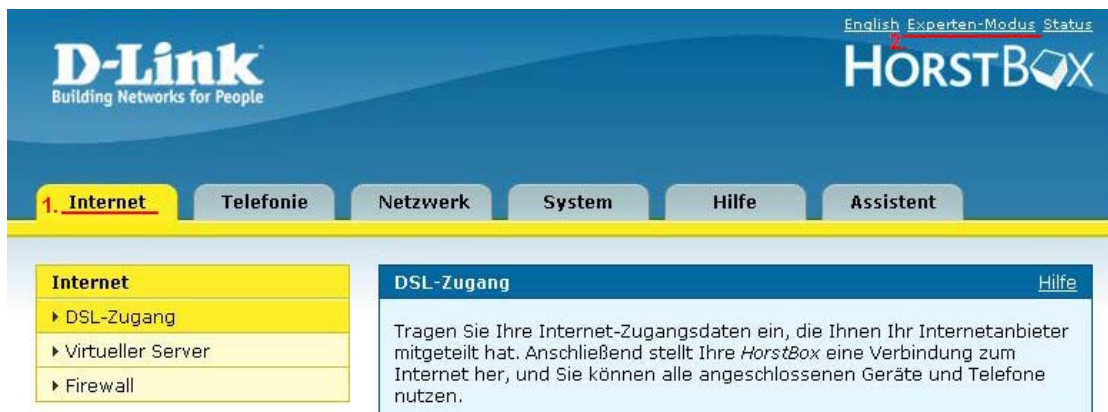 English Experten-Modus Status
2.
D-Link
Building Networks for People
HORSTBOX
1. Internet Telefonie Netzwerk System Hilfe Assistent
Internet
DSL-Zugang
Virtueller Server
Firewall
DSL-Zugang Hilfe
Tragen Sie Ihre Internet-Zugangsdaten ein, die Ihnen Ihr Internetanbieter
mitgeteilt hat. Anschließend stellt Ihre HorstBox eine Verbindung zum
Internet her, und Sie können alle angeschlossenen Geräte und Telefone
nutzen.